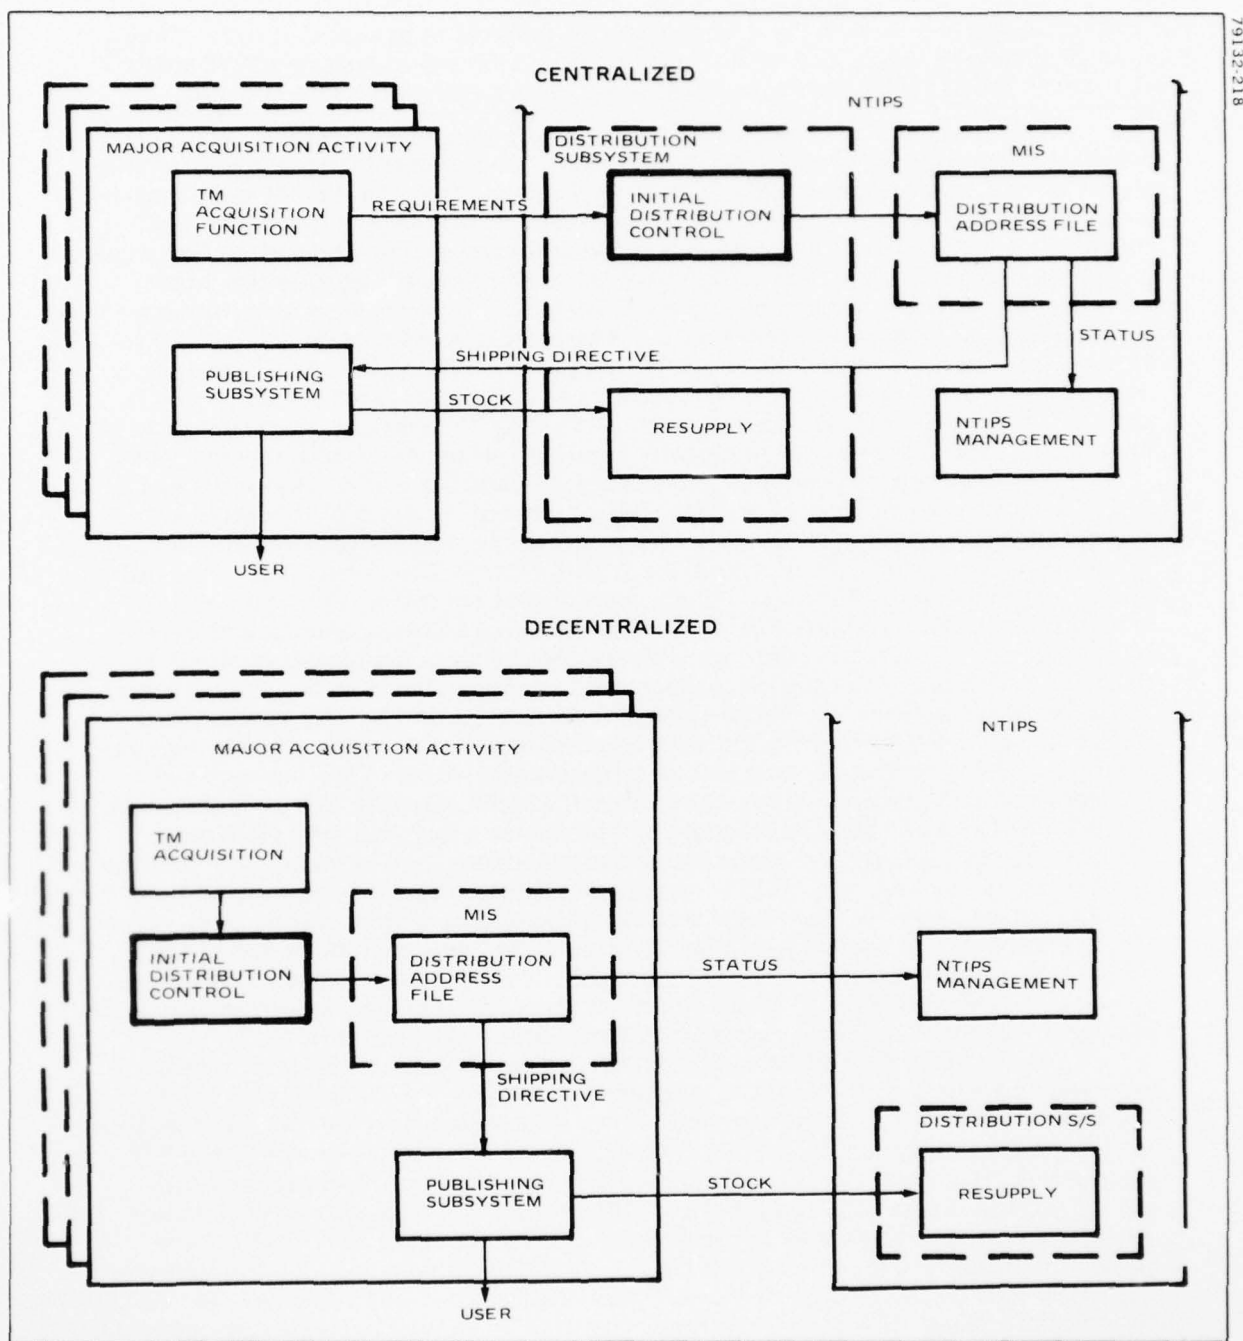 79132-218
CENTRALIZED
NTIPS
MAJOR ACQUISITION ACTIVITY
TM
ACQUISITION
FUNCTION
REQUIREMENTS
DISTRIBUTION
SUBSYSTEM
INITIAL
DISTRIBUTION
CONTROL
MIS
DISTRIBUTION
ADDRESS FILE
STATUS
SHIPPING DIRECTIVE
PUBLISHING
SUBSYSTEM
STOCK
RESUPPLY
NTIPS
MANAGEMENT
USER
DECENTRALIZED
MAJOR ACQUISITION ACTIVITY
NTIPS
TM
ACQUISITION
INITIAL
DISTRIBUTION
CONTROL
MIS
DISTRIBUTION
ADDRESS
FILE
STATUS
NTIPS
MANAGEMENT
SHIPPING
DIRECTIVE
DISTRIBUTION S/S
PUBLISHING
SUBSYSTEM
STOCK
RESUPPLY
USER